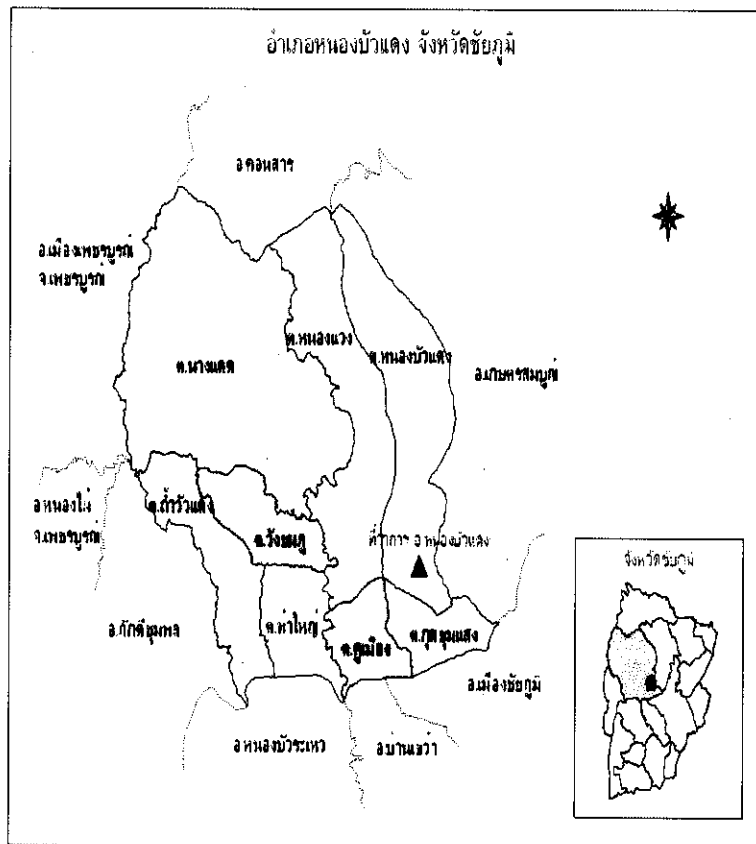 อำเภอหนองบัวแดง จังหวัดชัยภูมิ
อ.คอนสาร
อ.เมืองเพชรบูรณ์
จ.เพชรบูรณ์
ต.หนองแวง
ต.หนองบัวแดง
ต.นางแดด
อ.เกษตรสมบูรณ์
อ.หนองไผ่
จ.เพชรบูรณ์
ต.ถ้ำวัวแดง
ต.วังชมภู
ที่ว่าการ อ.หนองบัวแดง
จังหวัดชัยภูมิ
อ.ภักดีชุมพล
ต.ท่าใหญ่
ต.คูเมือง
ต.กุดชุมแสง
อ.เมืองชัยภูมิ
อ.หนองบัวระเหว
อ.บ้านเขว้า